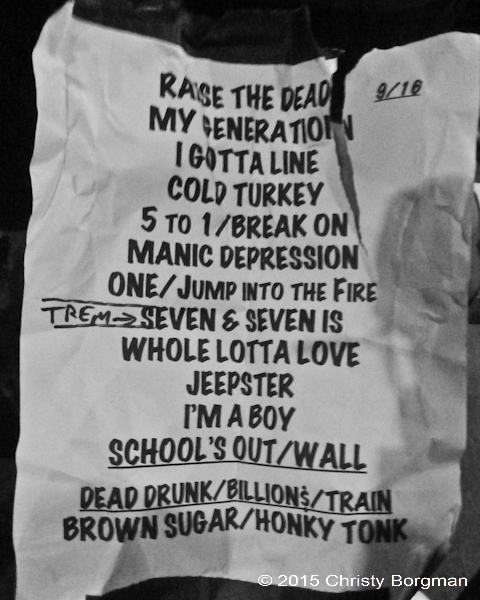 RAISE THE DEAD
9/16
MY GENERATION
I GOTTA LINE
COLD TURKEY
5 TO 1/BREAK ON
MANIC DEPRESSION
ONE/JUMP INTO THE FIRE
TREM→SEVEN & SEVEN IS
WHOLE LOTTA LOVE
JEEPSTER
I'M A BOY
SCHOOL'S OUT/WALL
DEAD DRUNK/BILLION$/TRAIN
BROWN SUGAR/HONKY TONK
© 2015 Christy Borgman